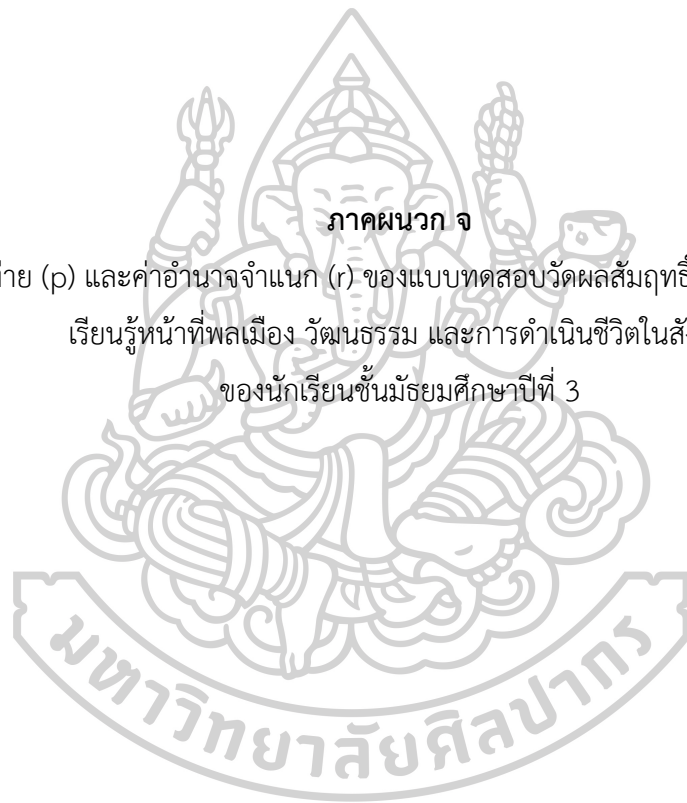 ภาคผนวก จ
(p) และค่าอำนาจจำแนก (r) ของแบบทดสอบวัดผลสัมฤทธิ์
เรียนรู้หน้าที่พลเมือง วัฒนธรรม และการดำเนินชีวิตในสั
ของนักเรียนชั้นมัธยมศึกษาปีที่ 3
มหาวิทยาลัยศิลปากร